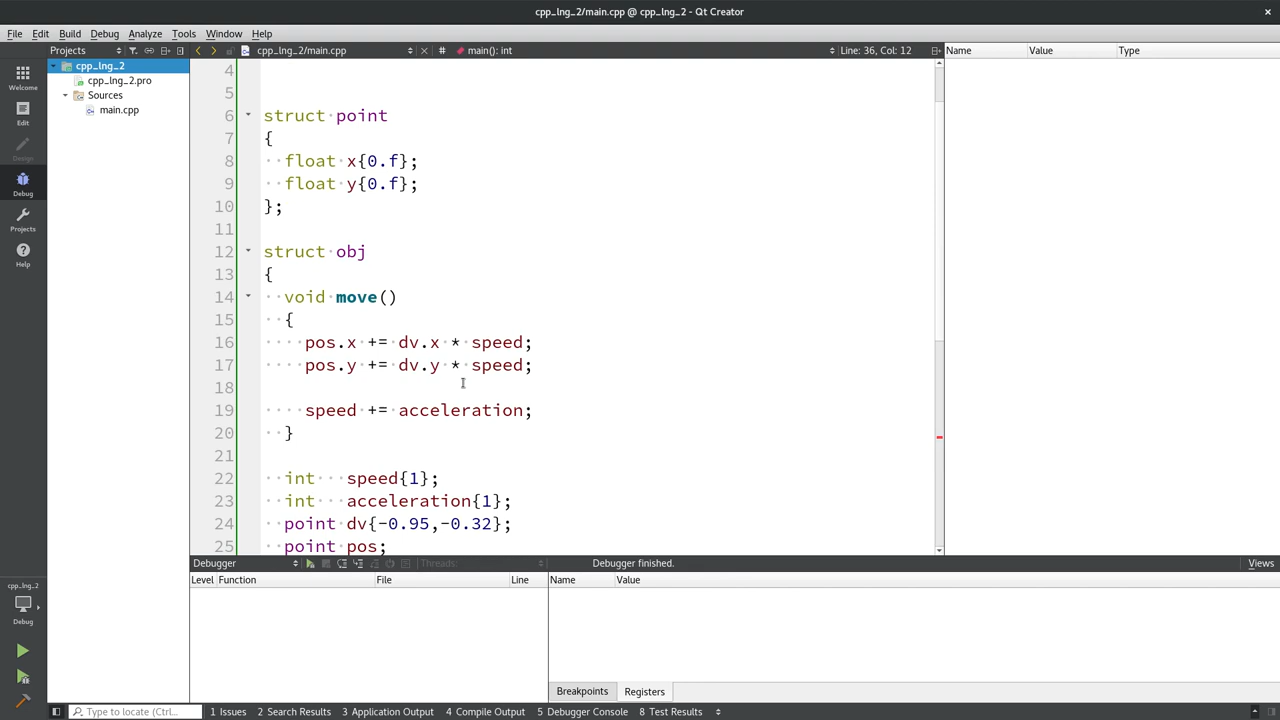 cpp_lng_2/main.cpp @ cpp_lng_2 - Qt Creator
File Edit Build Debug Analyze Tools Window Help
Projects
cpp_lng_2/main.cpp
# main(): int
Line: 36, Col: 12
Name Value Type
Welcome
Edit
Design
Debug
Projects
Help
cpp_lng_2
Debug
cpp_lng_2
cpp_lng_2.pro
Sources
main.cpp
4
5
6 struct point
7 {
8 float x{0.f};
9 float y{0.f};
10 };
11
12 struct obj
13 {
14 void move()
15 {
16 pos.x += dv.x * speed;
17 pos.y += dv.y * speed;
18
19 speed += acceleration;
20 }
21
22 int speed{1};
23 int acceleration{1};
24 point dv{-0.95,-0.32};
25 point pos;
Debugger
Threads:
Debugger finished.
Views
Level Function File Line
Name Value
Breakpoints Registers
Type to locate (Ctrl...
1 Issues 2 Search Results 3 Application Output 4 Compile Output 5 Debugger Console 8 Test Results